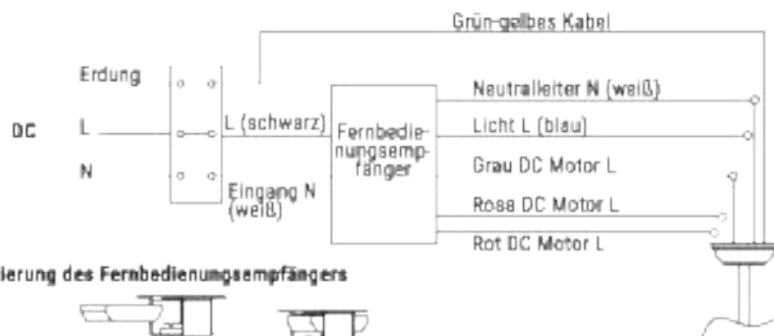 Grün-gelbes Kabel
Erdung
DC
L
N
L (schwarz)
Eingang N
(weiß)
Fernbedie-
nungsemp-
fänger
Neutralleiter N (weiß)
Licht L (blau)
Grau DC Motor L
Rosa DC Motor L
Rot DC Motor L
ierung des Fernbedienungsempfängers